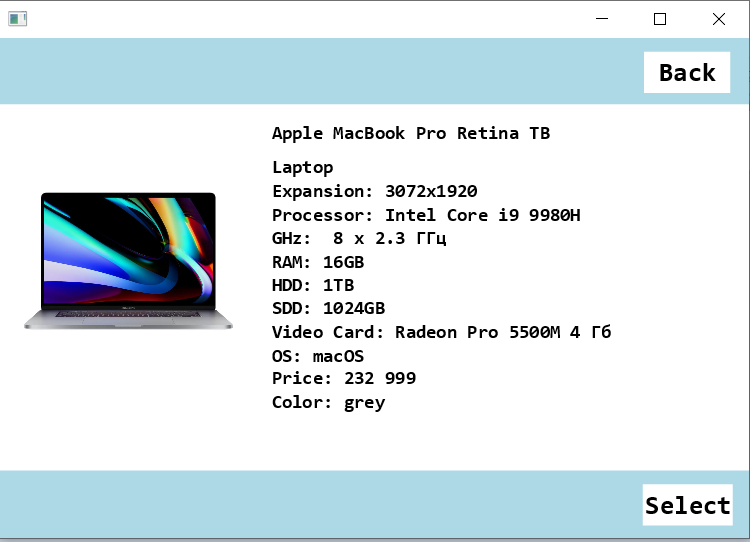 Back
Apple MacBook Pro Retina TB
Laptop
Expansion: 3072x1920
Processor: Intel Core i9 9980H
GHz:  8 x 2.3 ГГц
RAM: 16GB
HDD: 1TB
SDD: 1024GB
Video Card: Radeon Pro 5500M 4 Гб
OS: macOS
Price: 232 999
Color: grey
Select